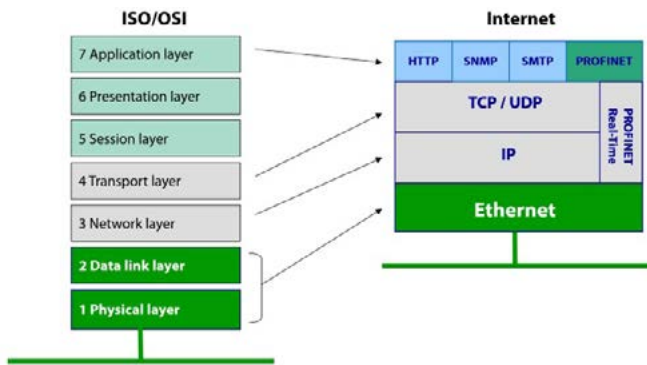 ISO/OSI
7 Application layer
6 Presentation layer
5 Session layer
4 Transport layer
3 Network layer
2 Data link layer
1 Physical layer
Internet
HTTP SNMP SMTP PROFINET
TCP / UDP
IP
PROFINET
Real-Time
Ethernet